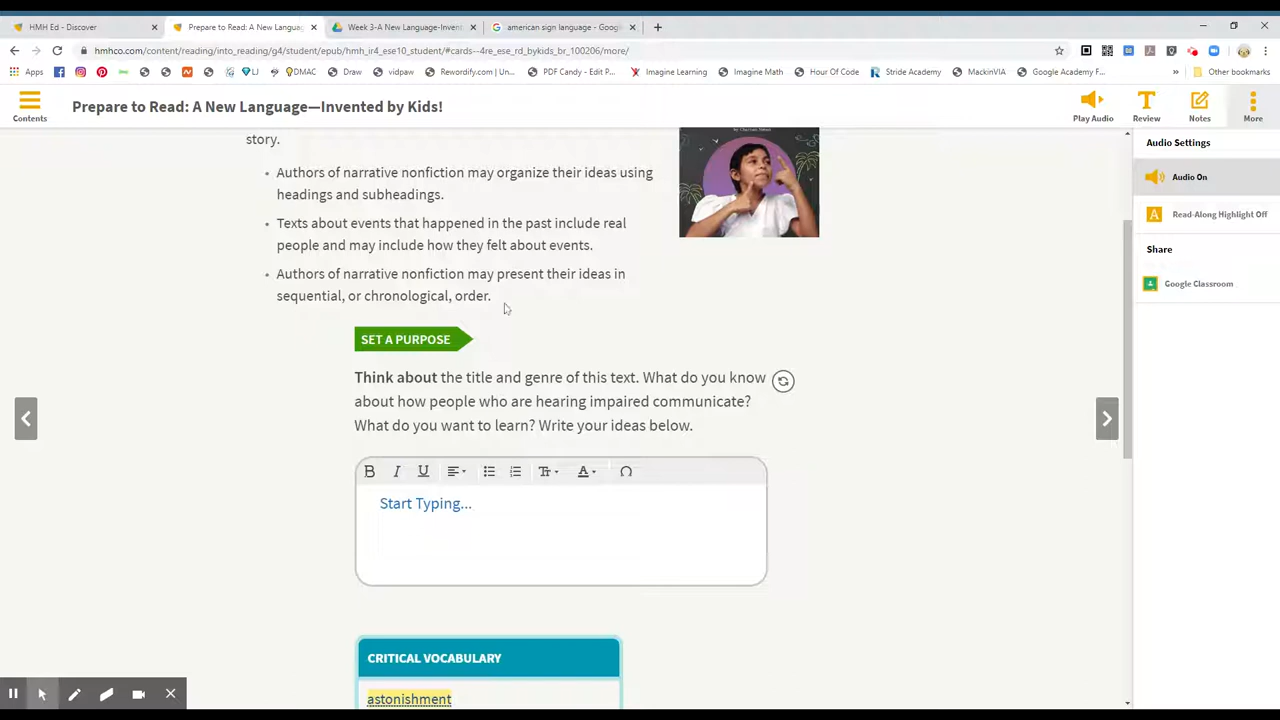 HMH Ed - Discover
Prepare to Read: A New Langua
Week 3-A New Language-Invent
american sign language - Goog
hmhco.com/content/reading/into_reading/g4/student/epub/hmh_ir4_ese10_student/#cards--4re_ese_rd_bykids_br_100206/more/
Apps
LJ
DMAC
Draw
vidpaw
Rewordify.com | Un...
PDF Candy - Edit P...
Imagine Learning
Imagine Math
Hour Of Code
Stride Academy
MackinVIA
Google Academy F...
»
Other bookmarks
Contents
Prepare to Read: A New Language—Invented by Kids!
Play Audio
Review
Notes
More
story.
• Authors of narrative nonfiction may organize their ideas using
headings and subheadings.
• Texts about events that happened in the past include real
people and may include how they felt about events.
• Authors of narrative nonfiction may present their ideas in
sequential, or chronological, order.
SET A PURPOSE
Think about the title and genre of this text. What do you know
about how people who are hearing impaired communicate?
What do you want to learn? Write your ideas below.
B I U
Start Typing...
CRITICAL VOCABULARY
astonishment
Audio Settings
Audio On
A Read-Along Highlight Off
Share
Google Classroom